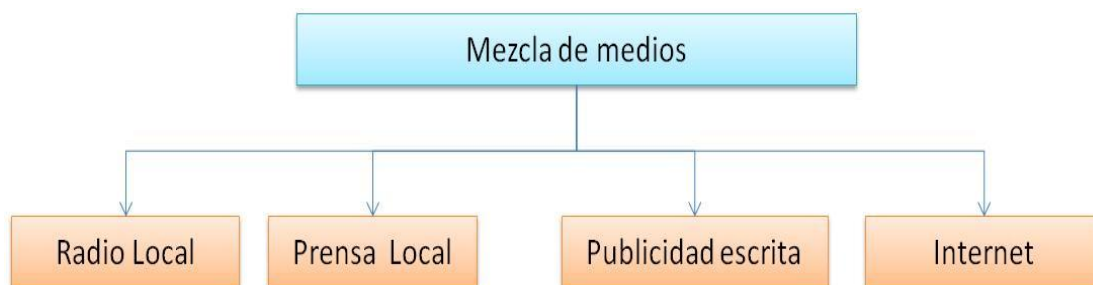 Mezcla de medios
Radio Local
Prensa Local
Publicidad escrita
Internet